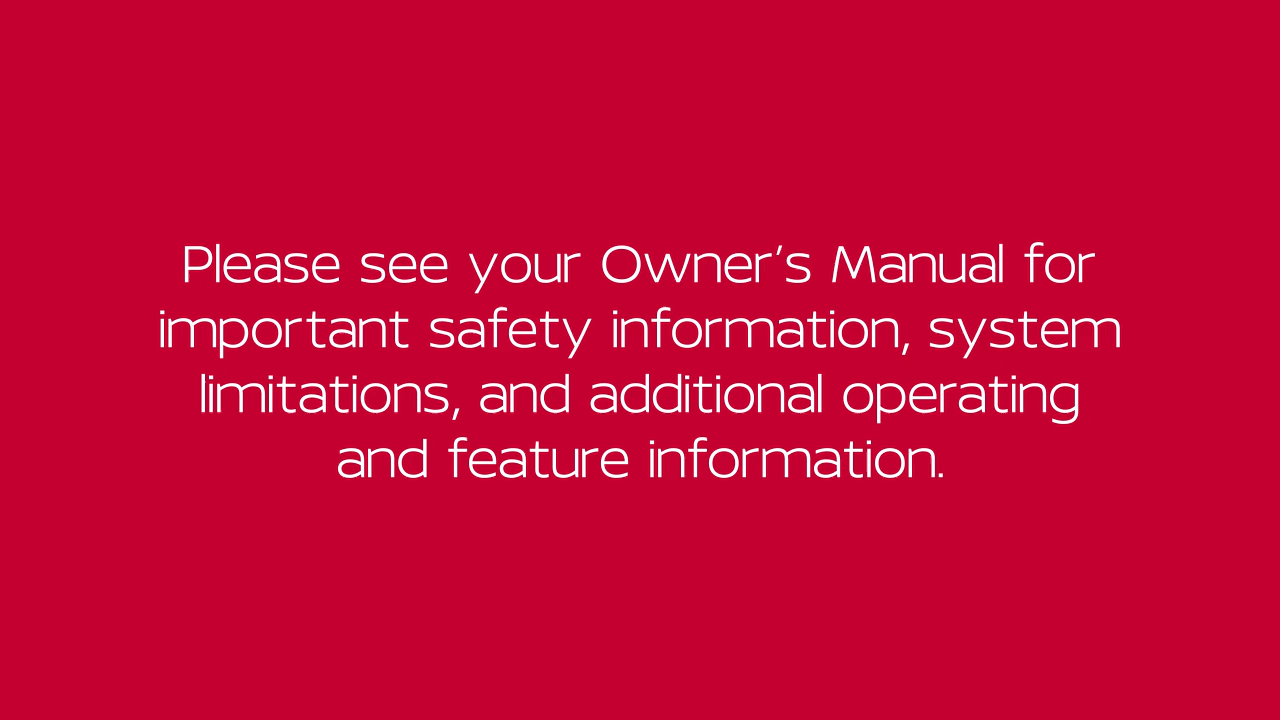 Please see your Owner’s Manual for
important safety information, system
limitations, and additional operating
and feature information.